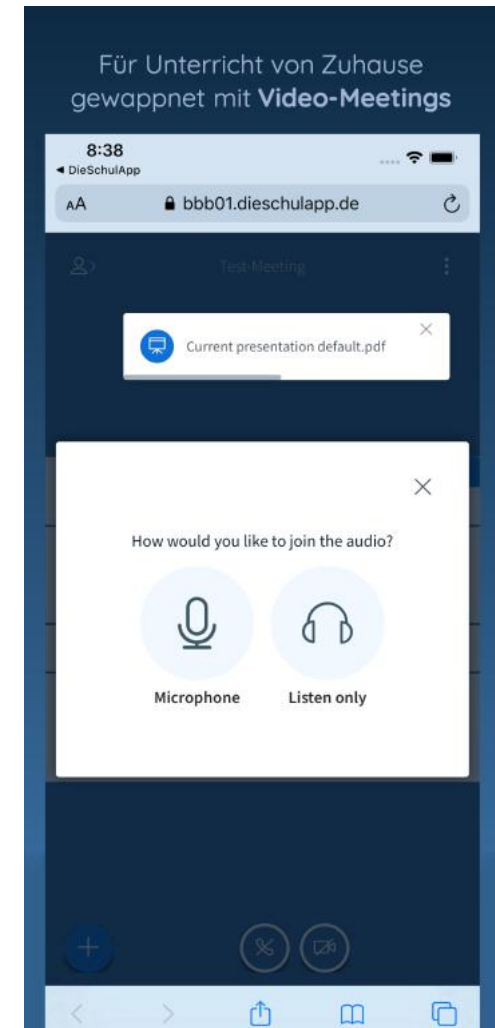 Für Unterricht von Zuhause
gewappnet mit Video-Meetings
8:38
◀ DieSchulApp
AA bbb01.dieschulapp.de
Test-Meeting
Current presentation default.pdf
How would you like to join the audio?
Microphone Listen only